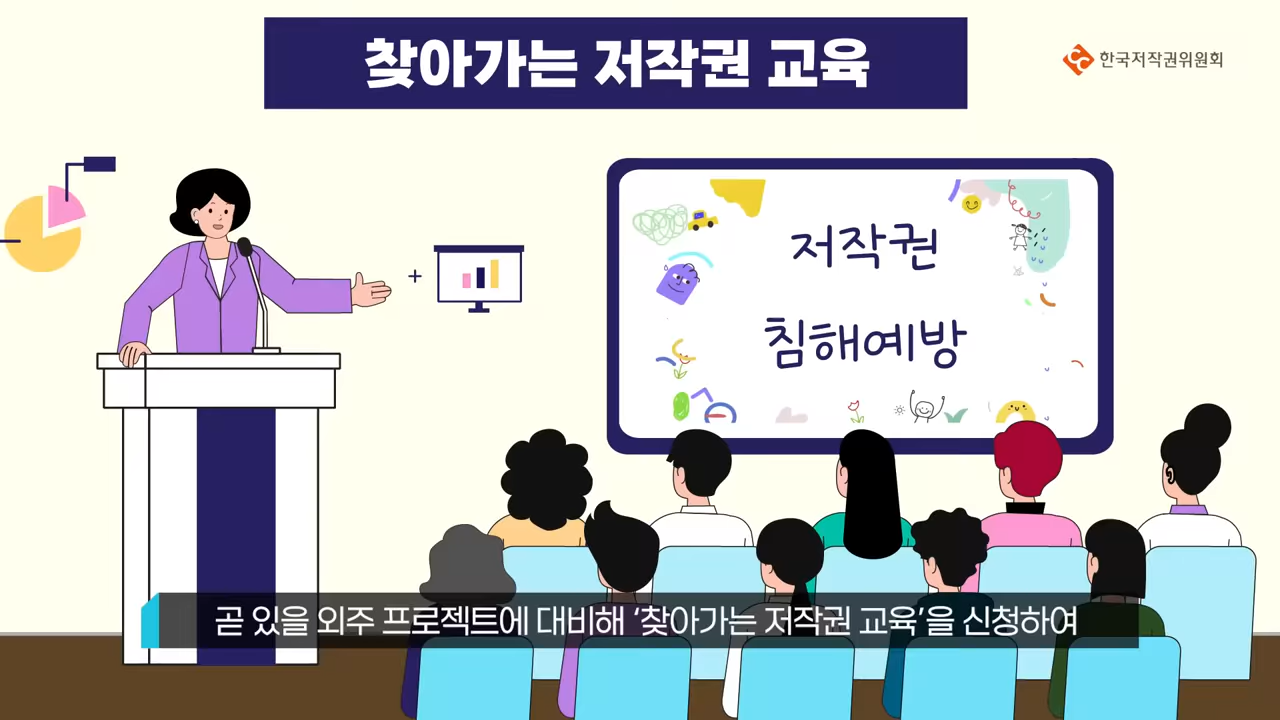 찾아가는 저작권 교육
한국저작권위원회
저작권
침해예방
곧 있을 외주 프로젝트에 대비해 ‘찾아가는 저작권 교육’을 신청하여